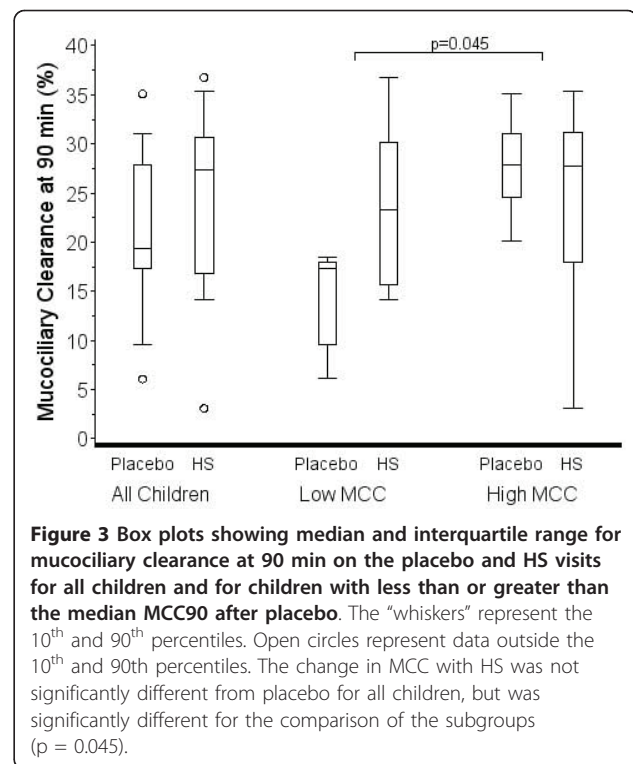 40
p=0.045
35
30
25
20
15
10
5
0
Mucociliary Clearance at 90 min (%)
Placebo HS Placebo HS Placebo HS
All Children Low MCC High MCC
Figure 3 Box plots showing median and interquartile range for
mucociliary clearance at 90 min on the placebo and HS visits
for all children and for children with less than or greater than
the median MCC90 after placebo. The "whiskers" represent the
10th and 90th percentiles. Open circles represent data outside the
10th and 90th percentiles. The change in MCC with HS was not
significantly different from placebo for all children, but was
significantly different for the comparison of the subgroups
(p = 0.045).